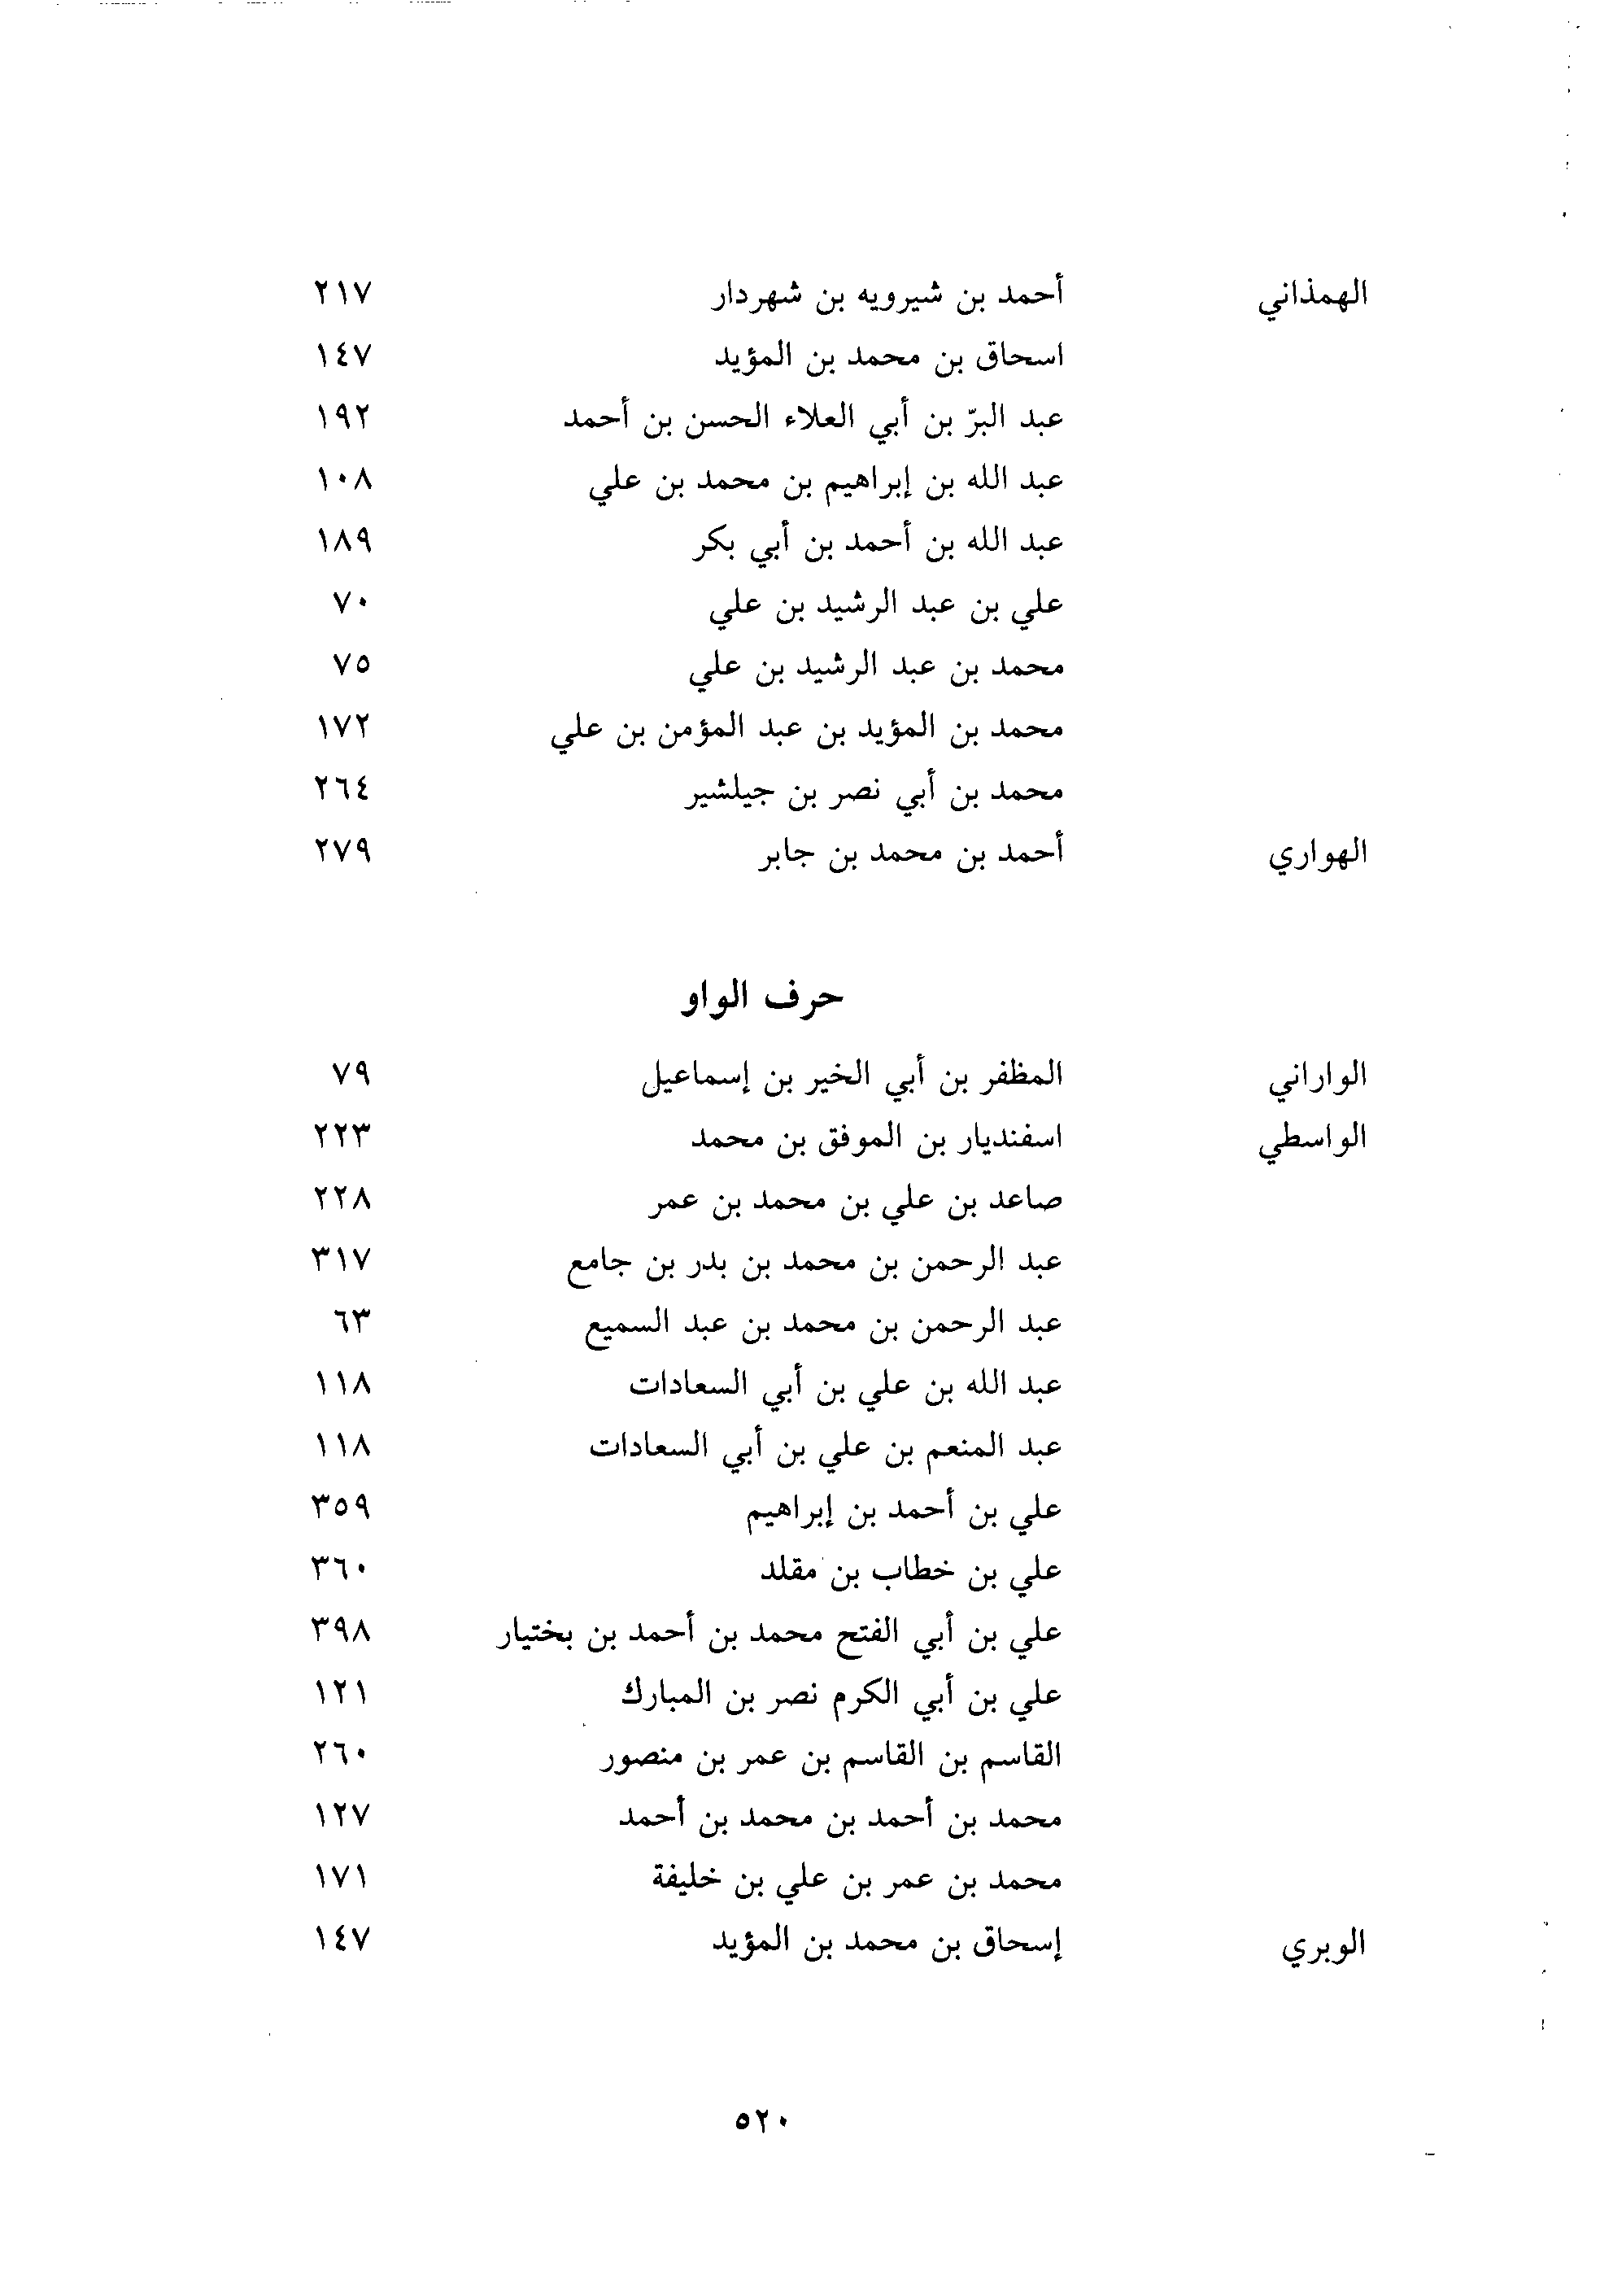 الهمذاني أحمد بن شيرويه بن شهردار ٢١٧
اسحاق بن محمد بن المؤيد ١٤٧
عبد البرّ بن أبي العلاء الحسن بن أحمد ١٩٢
عبد الله بن إبراهيم بن محمد بن علي ١٠٨
عبد الله بن أحمد بن أبي بكر ١٨٩
علي بن عبد الرشيد بن علي ٧٠
محمد بن عبد الرشيد بن علي ٧٥
محمد بن المؤيد بن عبد المؤمن بن علي ١٧٢
محمد بن أبي نصر بن جيلشير ٢٦٤
الهواري أحمد بن محمد بن جابر ٢٧٩
حرف الواو
الواراني المظفر بن أبي الخير بن إسماعيل ٧٩
الواسطي اسفنديار بن الموفق بن محمد ٢٢٣
صاعد بن علي بن محمد بن عمر ٢٢٨
عبد الرحمن بن محمد بن بدر بن جامع ٣١٧
عبد الرحمن بن محمد بن عبد السميع ٦٣
عبد الله بن علي بن أبي السعادات ١١٨
عبد المنعم بن علي بن أبي السعادات ١١٨
علي بن أحمد بن إبراهيم ٣٥٩
علي بن خطاب بن مقلد ٣٦٠
علي بن أبي الفتح محمد بن أحمد بن بختيار ٣٩٨
علي بن أبي الكرم نصر بن المبارك ١٢١
القاسم بن القاسم بن عمر بن منصور ٢٦٠
محمد بن أحمد بن محمد بن أحمد ١٢٧
محمد بن عمر بن علي بن خليفة ١٧١
الوبري إسحاق بن محمد بن المؤيد ١٤٧
٥٢٠